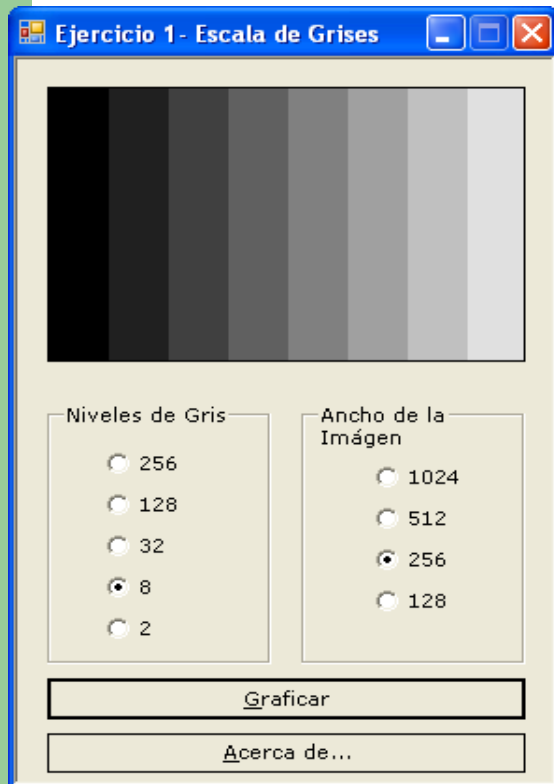 Ejercicio 1- Escala de Grises
Niveles de Gris
256
128
32
8
2
Ancho de la
Imágen
1024
512
256
128
Graficar
Acerca de...